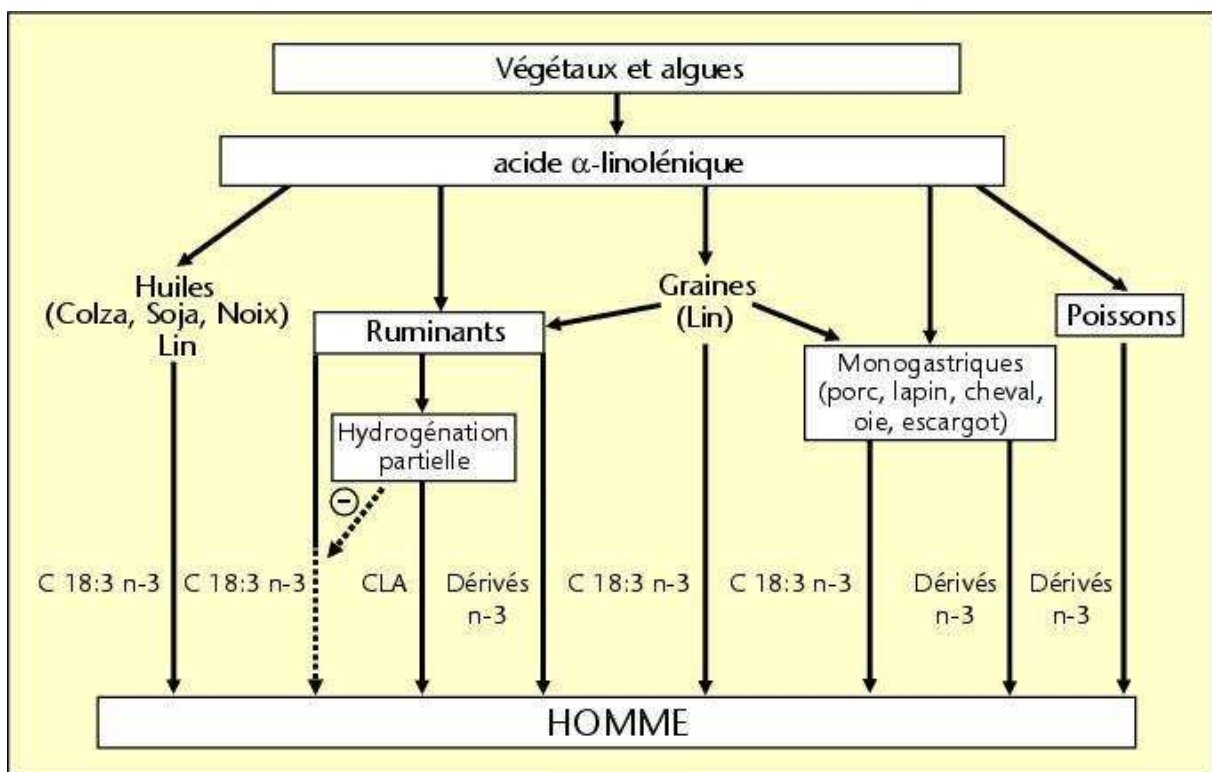 Végétaux et algues
acide α-linolénique
Huiles
(Colza, Soja, Noix)
Lin
Ruminants
Graines
(Lin)
Poissons
Monogastriques
(porc, lapin, cheval,
oie, escargot)
Hydrogénation
partielle
⊖
C 18:3 n-3
C 18:3 n-3
CLA
Dérivés
n-3
C 18:3 n-3
C 18:3 n-3
Dérivés
n-3
Dérivés
n-3
HOMME